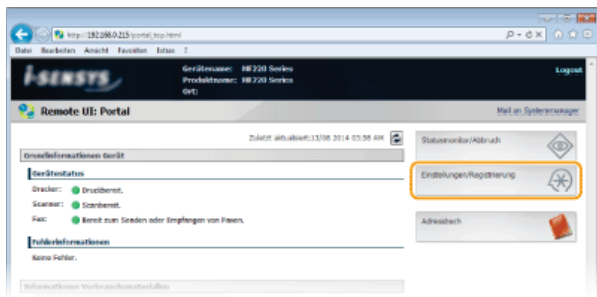 http://192.168.0.215/portal_top.html
Datei Bearbeiten Ansicht Favoriten Extras ?
i-SENSYS
Gerätename: MF220 Series
Produktname: MF220 Series
Ort:
Logout
Remote UI: Portal
Mail an Systemmanager
Zuletzt aktualisiert:13/06 2014 03:58 AM
Grundinformationen Gerät
Gerätestatus
Drucker: Druckbereit.
Scanner: Scanbereit.
Fax: Bereit zum Senden oder Empfangen von Faxen.
Fehlerinformationen
Keine Fehler.
Informationen Verbrauchsmaterialien
Statusmonitor/Abbruch
Einstellungen/Registrierung
Adressbuch